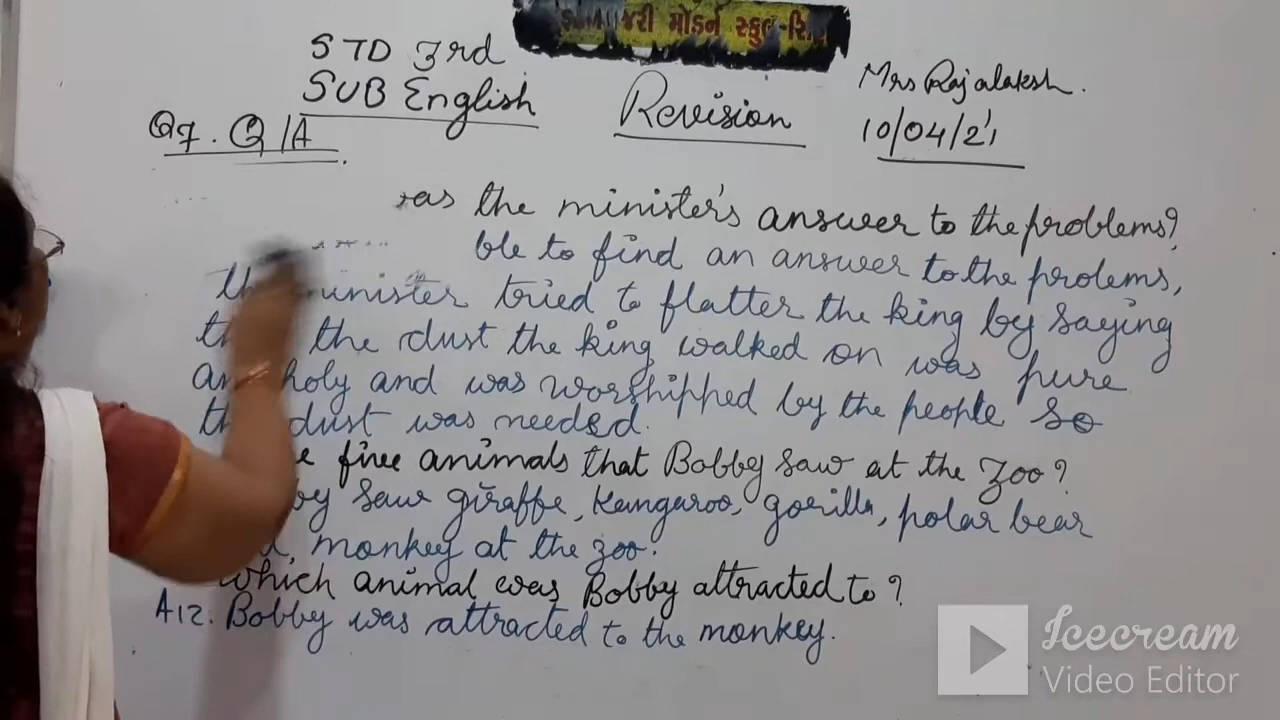 મોડર્ન સ્કુલ
STD 3rd
SUB English
Revision
Mrs Rajalaksh.
10/04/21
Q7. Q/A
as the minister's answer to the problems?
ble to find an answer to the prolems,
minister tried to flatter the king by saying
the dust the king walked on was pure
holy and was worshipped by the people so
dust was needed.
five animals that Bobby saw at the zoo?
by saw giraffe, kangaroo, gorilla, polar bear
monkey at the zoo.
which animal was Bobby attracted to?
A12. Bobby was attracted to the monkey.
Icecream
Video Editor